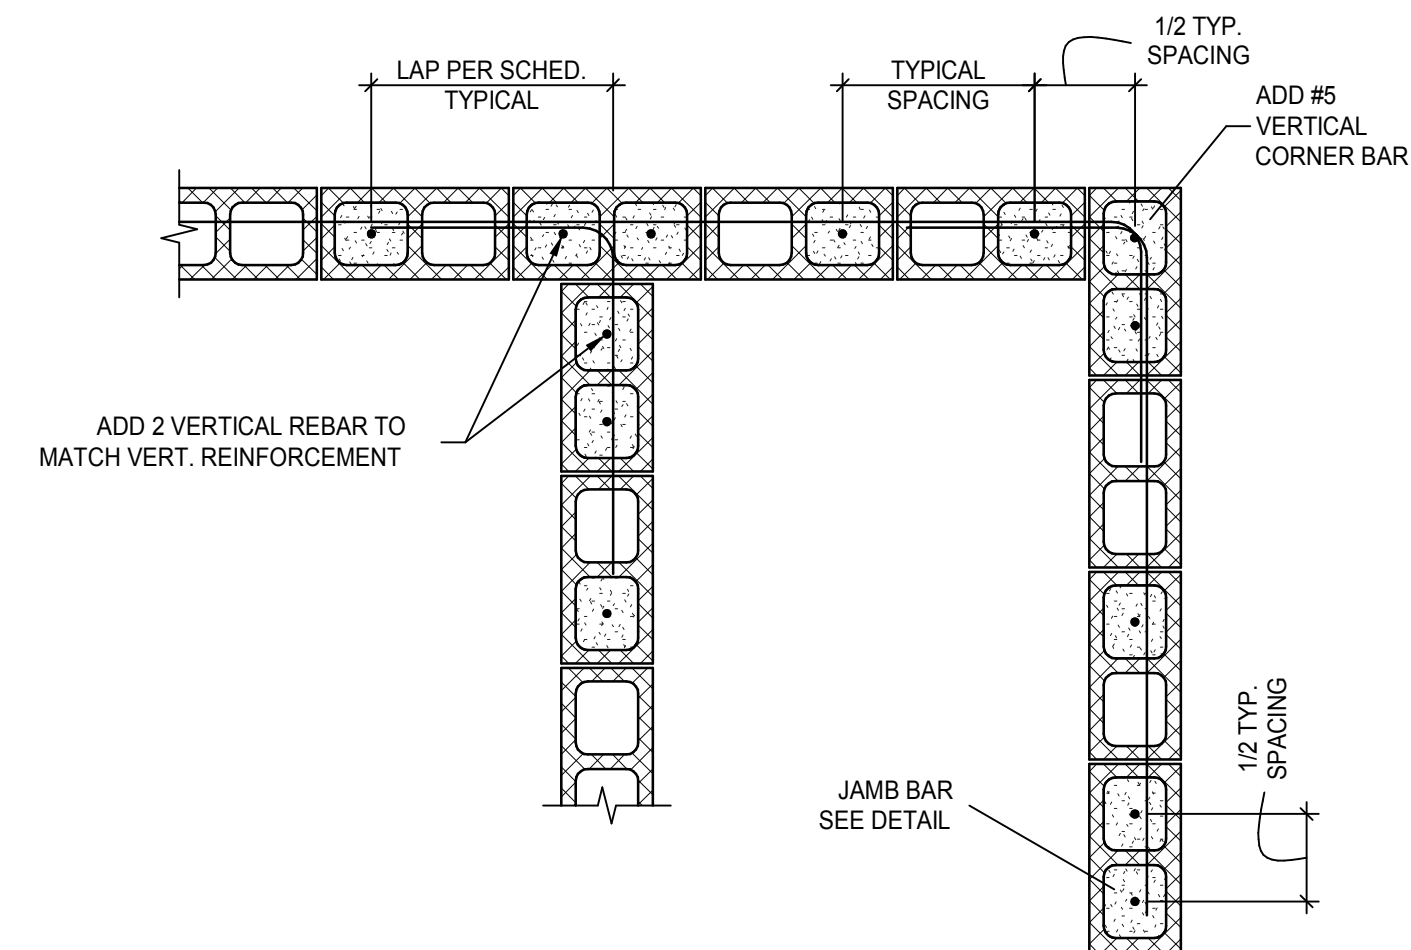 1/2 TYP.
SPACING
LAP PER SCHED.
TYPICAL
TYPICAL
SPACING
ADD #5
VERTICAL
CORNER BAR
ADD 2 VERTICAL REBAR TO
MATCH VERT. REINFORCEMENT
1/2 TYP.
SPACING
JAMB BAR
SEE DETAIL